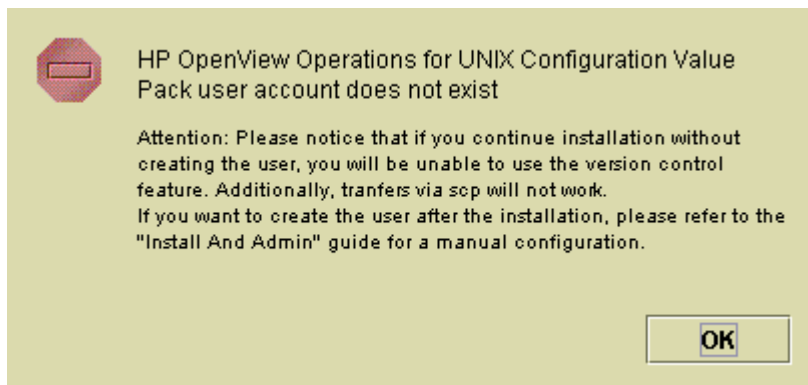 HP OpenView Operations for UNIX Configuration Value
Pack user account does not exist
Attention: Please notice that if you continue installation without
creating the user, you will be unable to use the version control
feature. Additionally, tranfers via scp will not work.
If you want to create the user after the installation, please refer to the
"Install And Admin" guide for a manual configuration.
OK